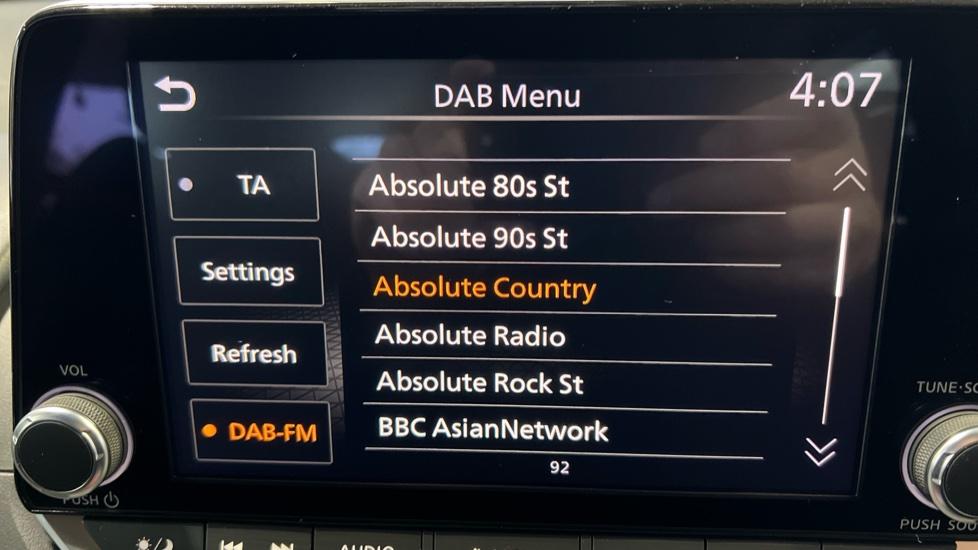 DAB Menu
4:07
TA
Settings
Refresh
DAB-FM
Absolute 80s St
Absolute 90s St
Absolute Country
Absolute Radio
Absolute Rock St
BBC AsianNetwork
92
VOL
PUSH
TUNE·SC
PUSH SOU
AUDIO